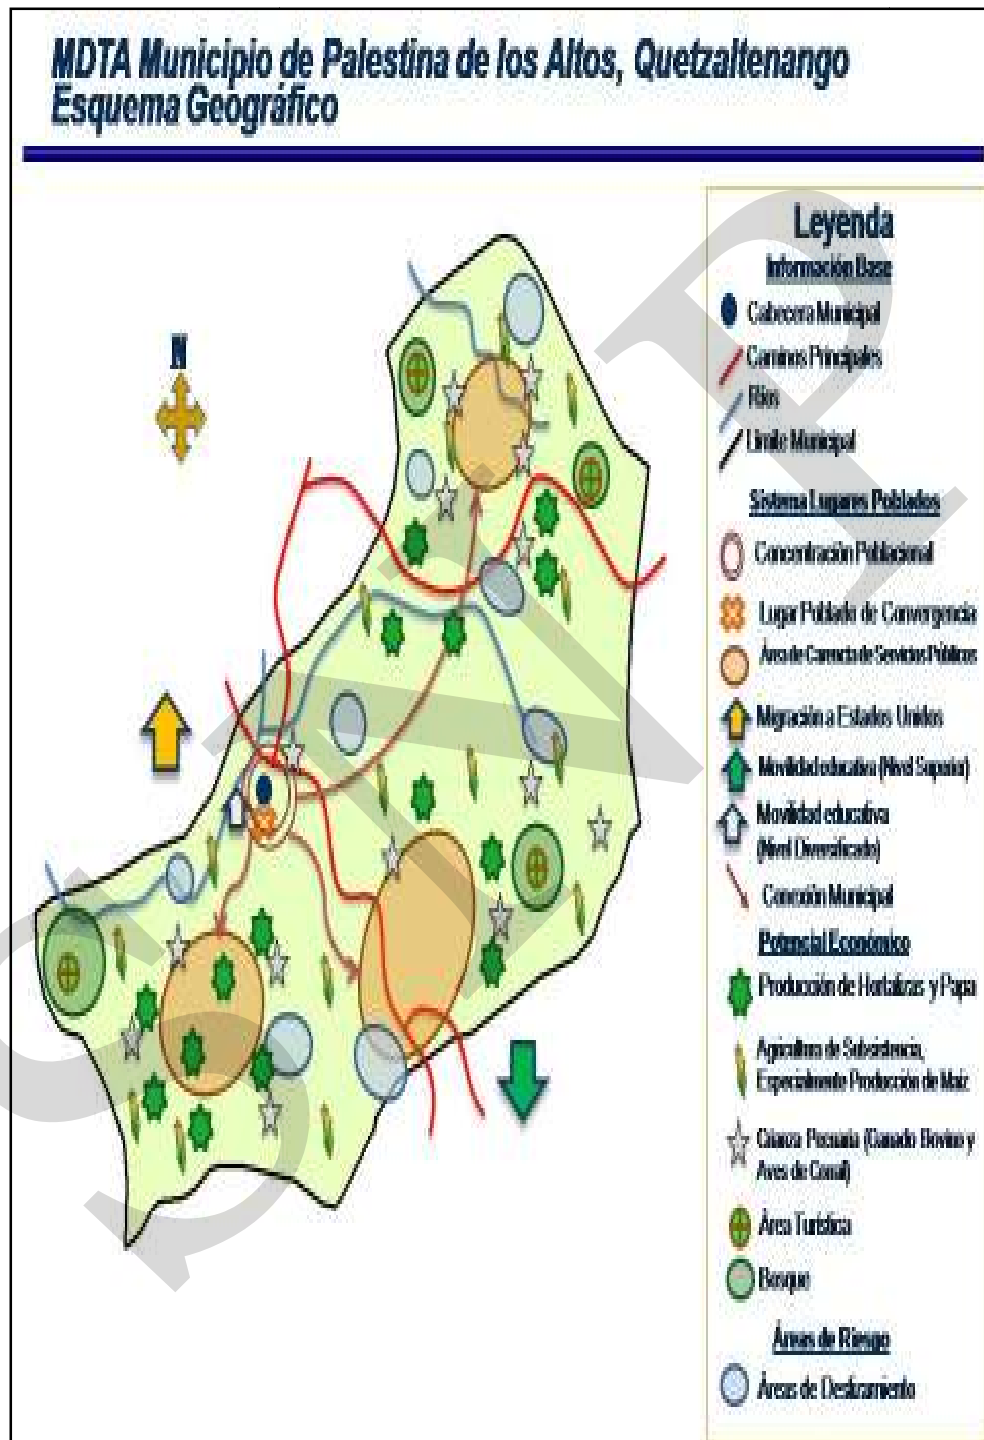 MDTA Municipio de Palestina de los Altos, Quetzaltenango
Esquema Geográfico
N
Leyenda
Información Base
Cabecera Municipal
Caminos Principales
Ríos
Limite Municipal
Sistema Lugares Poblados
Concentración Poblacional
Lugar Poblado de Convergencia
Área de Carencia de Servicios Públicos
Migración a Estados Unidos
Movilidad educativa (Nivel Superior)
Movilidad educativa
(Nivel Diversificado)
Conexión Municipal
Potencial Económico
Producción de Hortalizas y Papa
Agricultura de Subsistencia,
Especialmente Producción de Maíz
Crianza Pecuaria (Ganado Bovino y
Aves de Corral)
Área Turística
Bosque
Áreas de Riesgo
Áreas de Deslizamiento